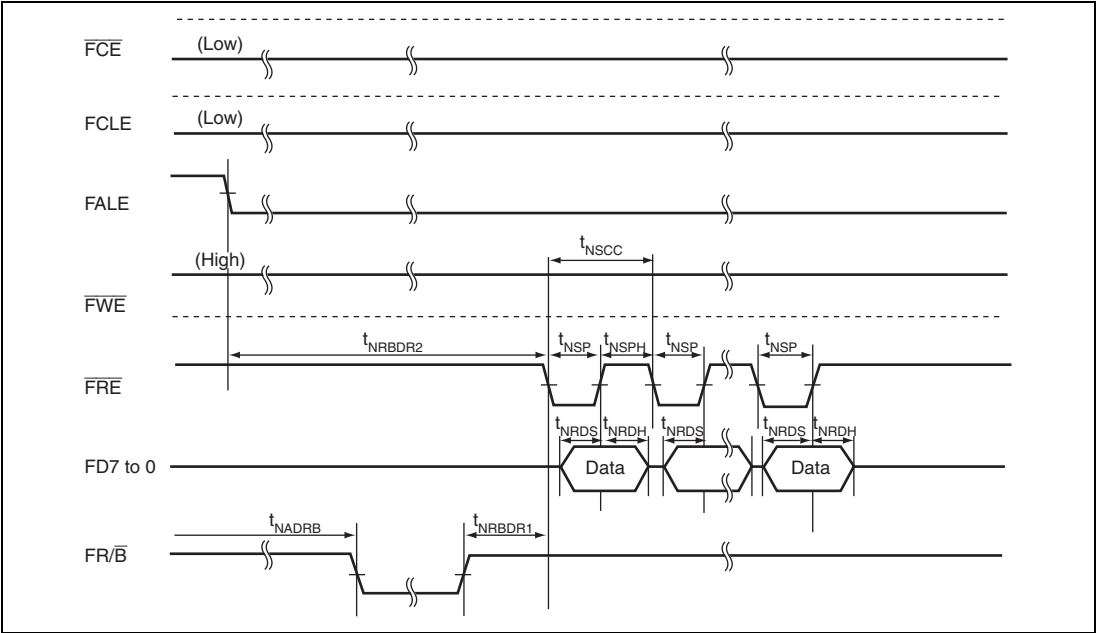 FCE (Low)
FCLE (Low)
FALE
tNSCC
(High)
FWE
tNRBDR2 tNSP tNSPH tNSP tNSP
FRE
tNRDS tNRDH tNRDS tNRDS tNRDH
FD7 to 0 Data Data
tNADRB tNRBDR1
FR/B